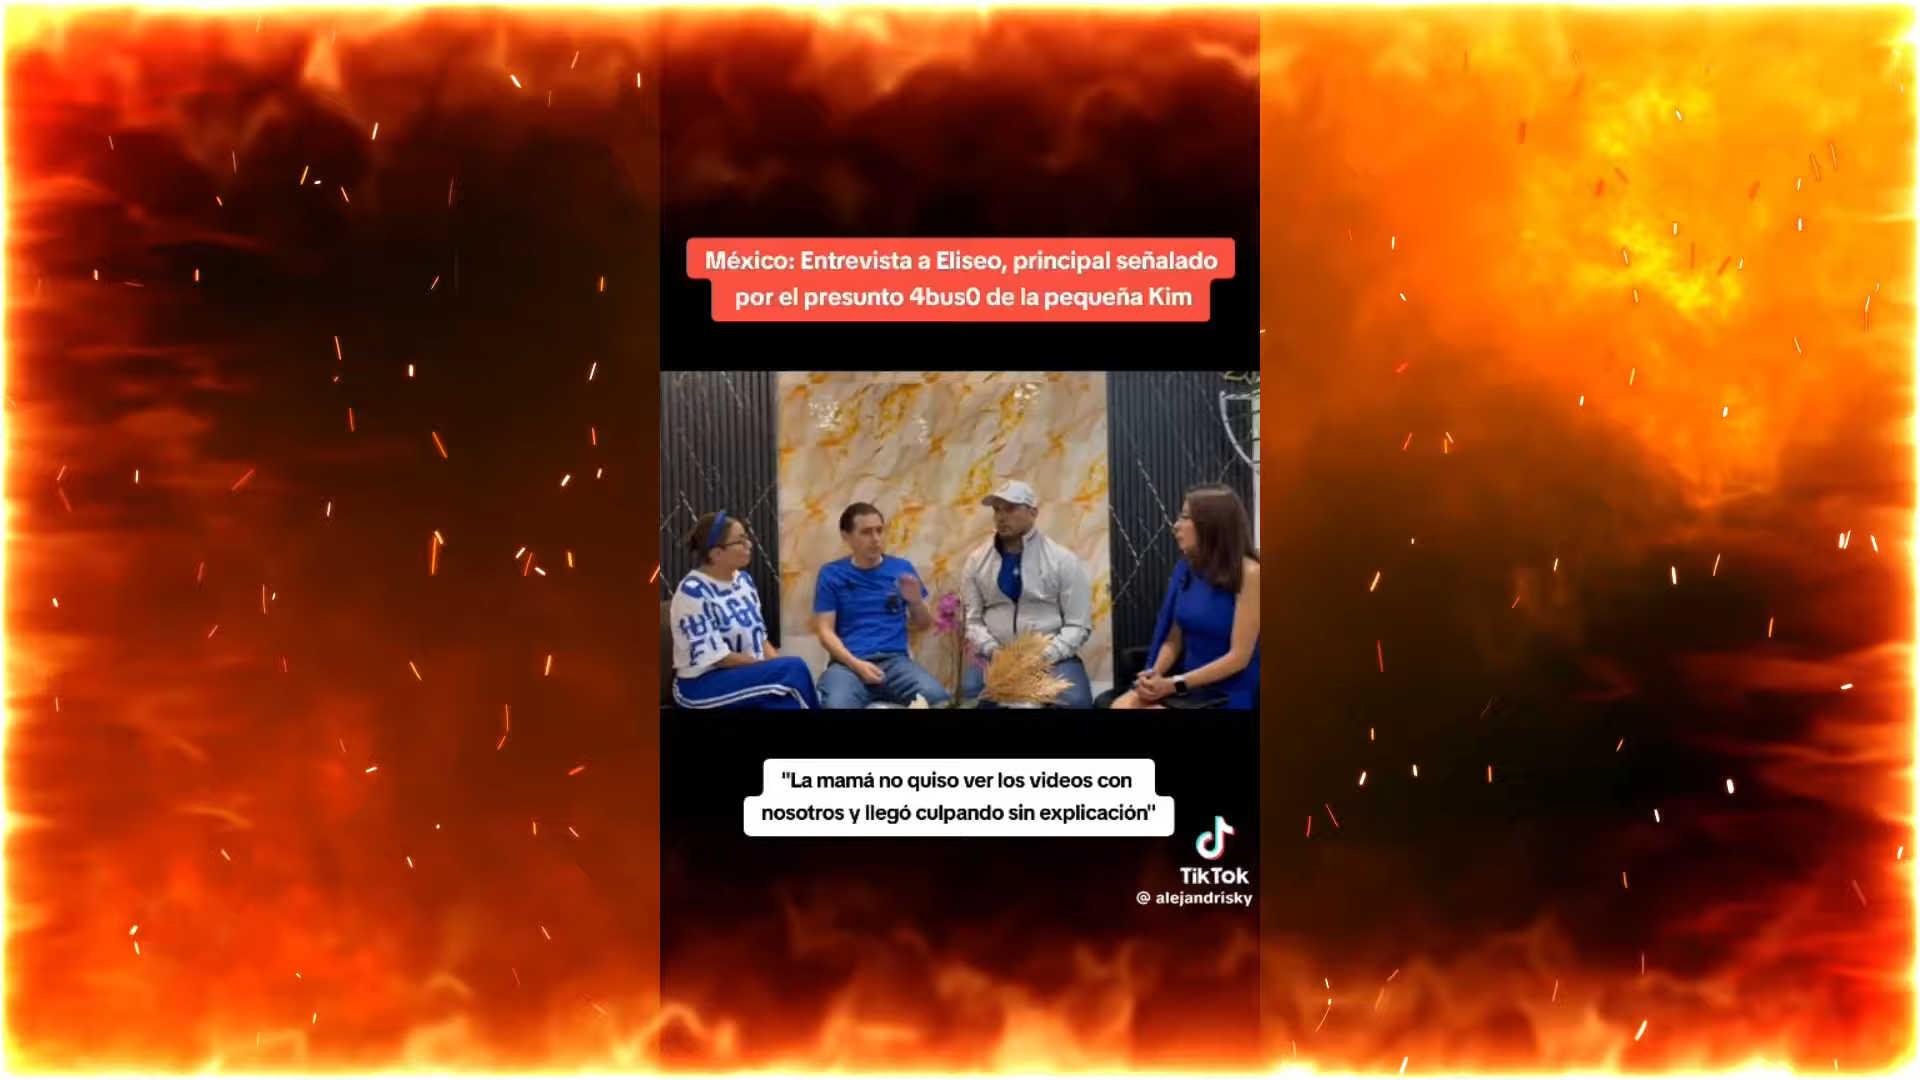 México: Entrevista a Eliseo, principal señalado
por el presunto 4bus0 de la pequeña Kim
"La mamá no quiso ver los videos con
nosotros y llegó culpando sin explicación"
TikTok
@ alejandrisky